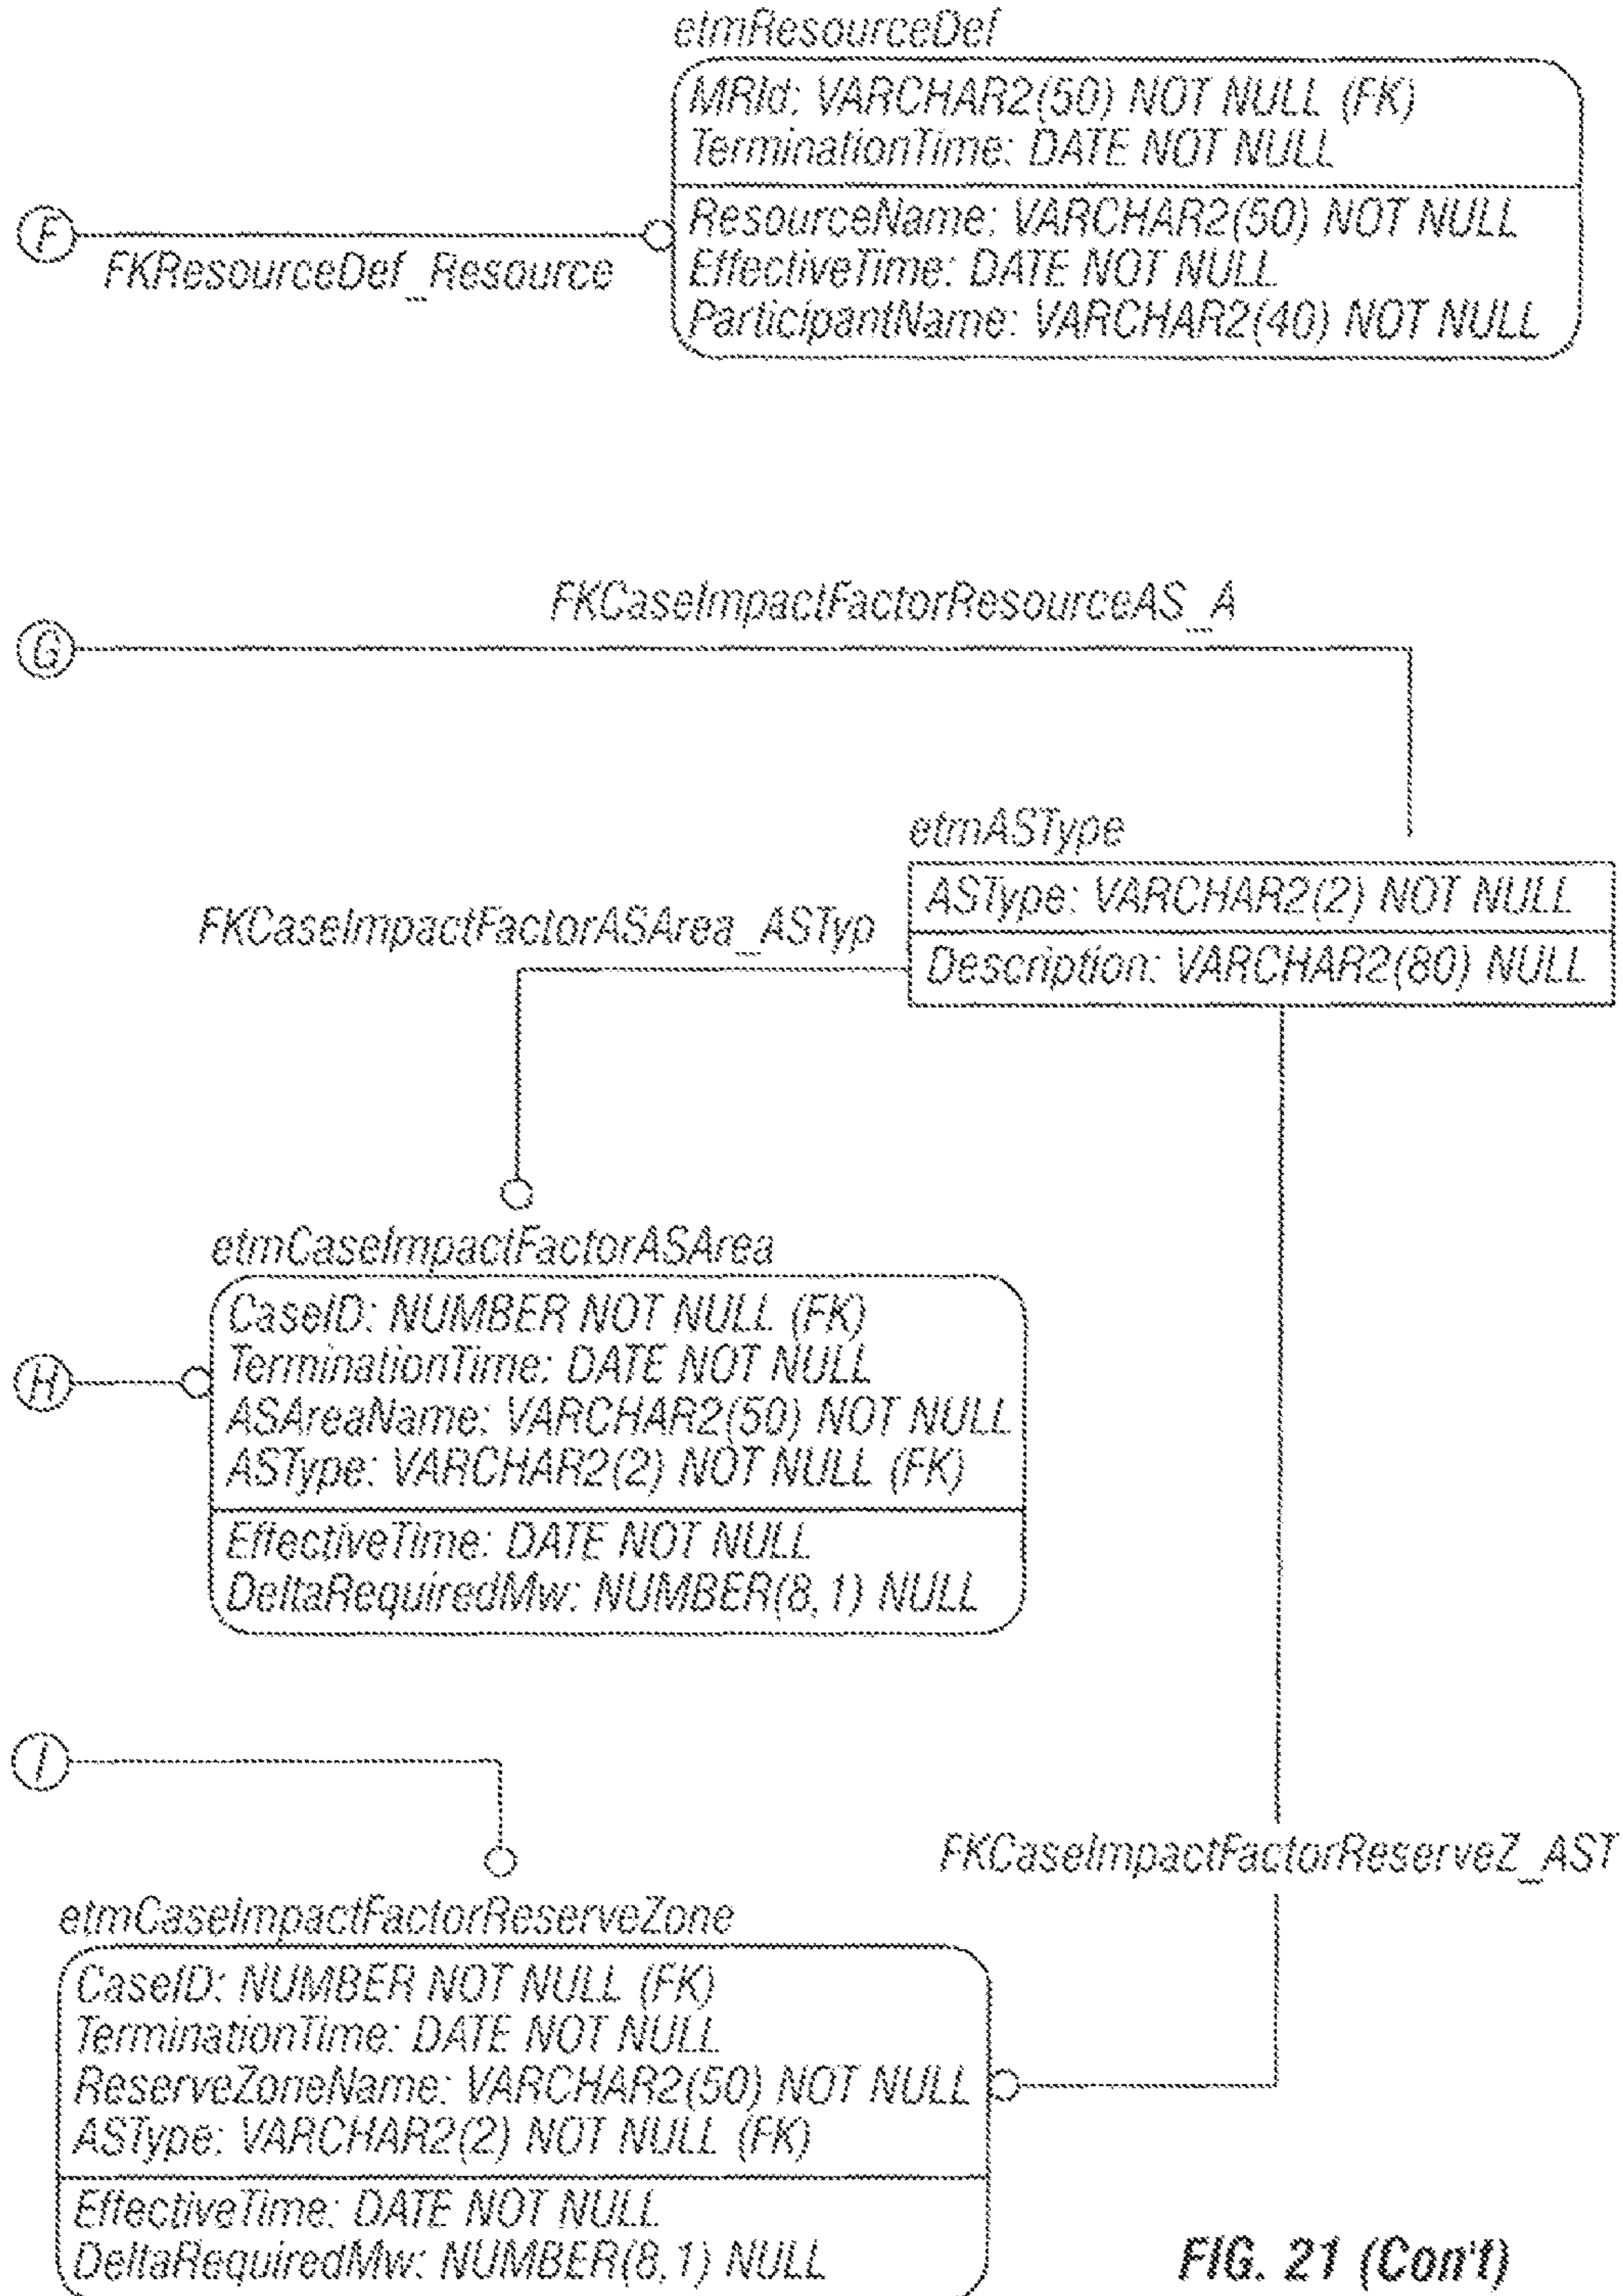 etmResourceDef
MRId: VARCHAR2(50) NOT NULL (FK)
TerminationTime: DATE NOT NULL
ResourceName: VARCHAR2(50) NOT NULL
EffectiveTime: DATE NOT NULL
ParticipantName: VARCHAR2(40) NOT NULL
F
FKResourceDef_Resource
FKCaseImpactFactorResourceAS_A
G
etmASType
ASType: VARCHAR2(2) NOT NULL
Description: VARCHAR2(80) NULL
FKCaseImpactFactorASArea_ASTyp
etmCaseImpactFactorASArea
CaseID: NUMBER NOT NULL (FK)
TerminationTime: DATE NOT NULL
ASAreaName: VARCHAR2(50) NOT NULL
ASType: VARCHAR2(2) NOT NULL (FK)
EffectiveTime: DATE NOT NULL
DeltaRequiredMw: NUMBER(8,1) NULL
H
I
FKCaseImpactFactorReserveZ_AST
etmCaseImpactFactorReserveZone
CaseID: NUMBER NOT NULL (FK)
TerminationTime: DATE NOT NULL
ReserveZoneName: VARCHAR2(50) NOT NULL
ASType: VARCHAR2(2) NOT NULL (FK)
EffectiveTime: DATE NOT NULL
DeltaRequiredMw: NUMBER(8,1) NULL
FIG. 21 (Con't)